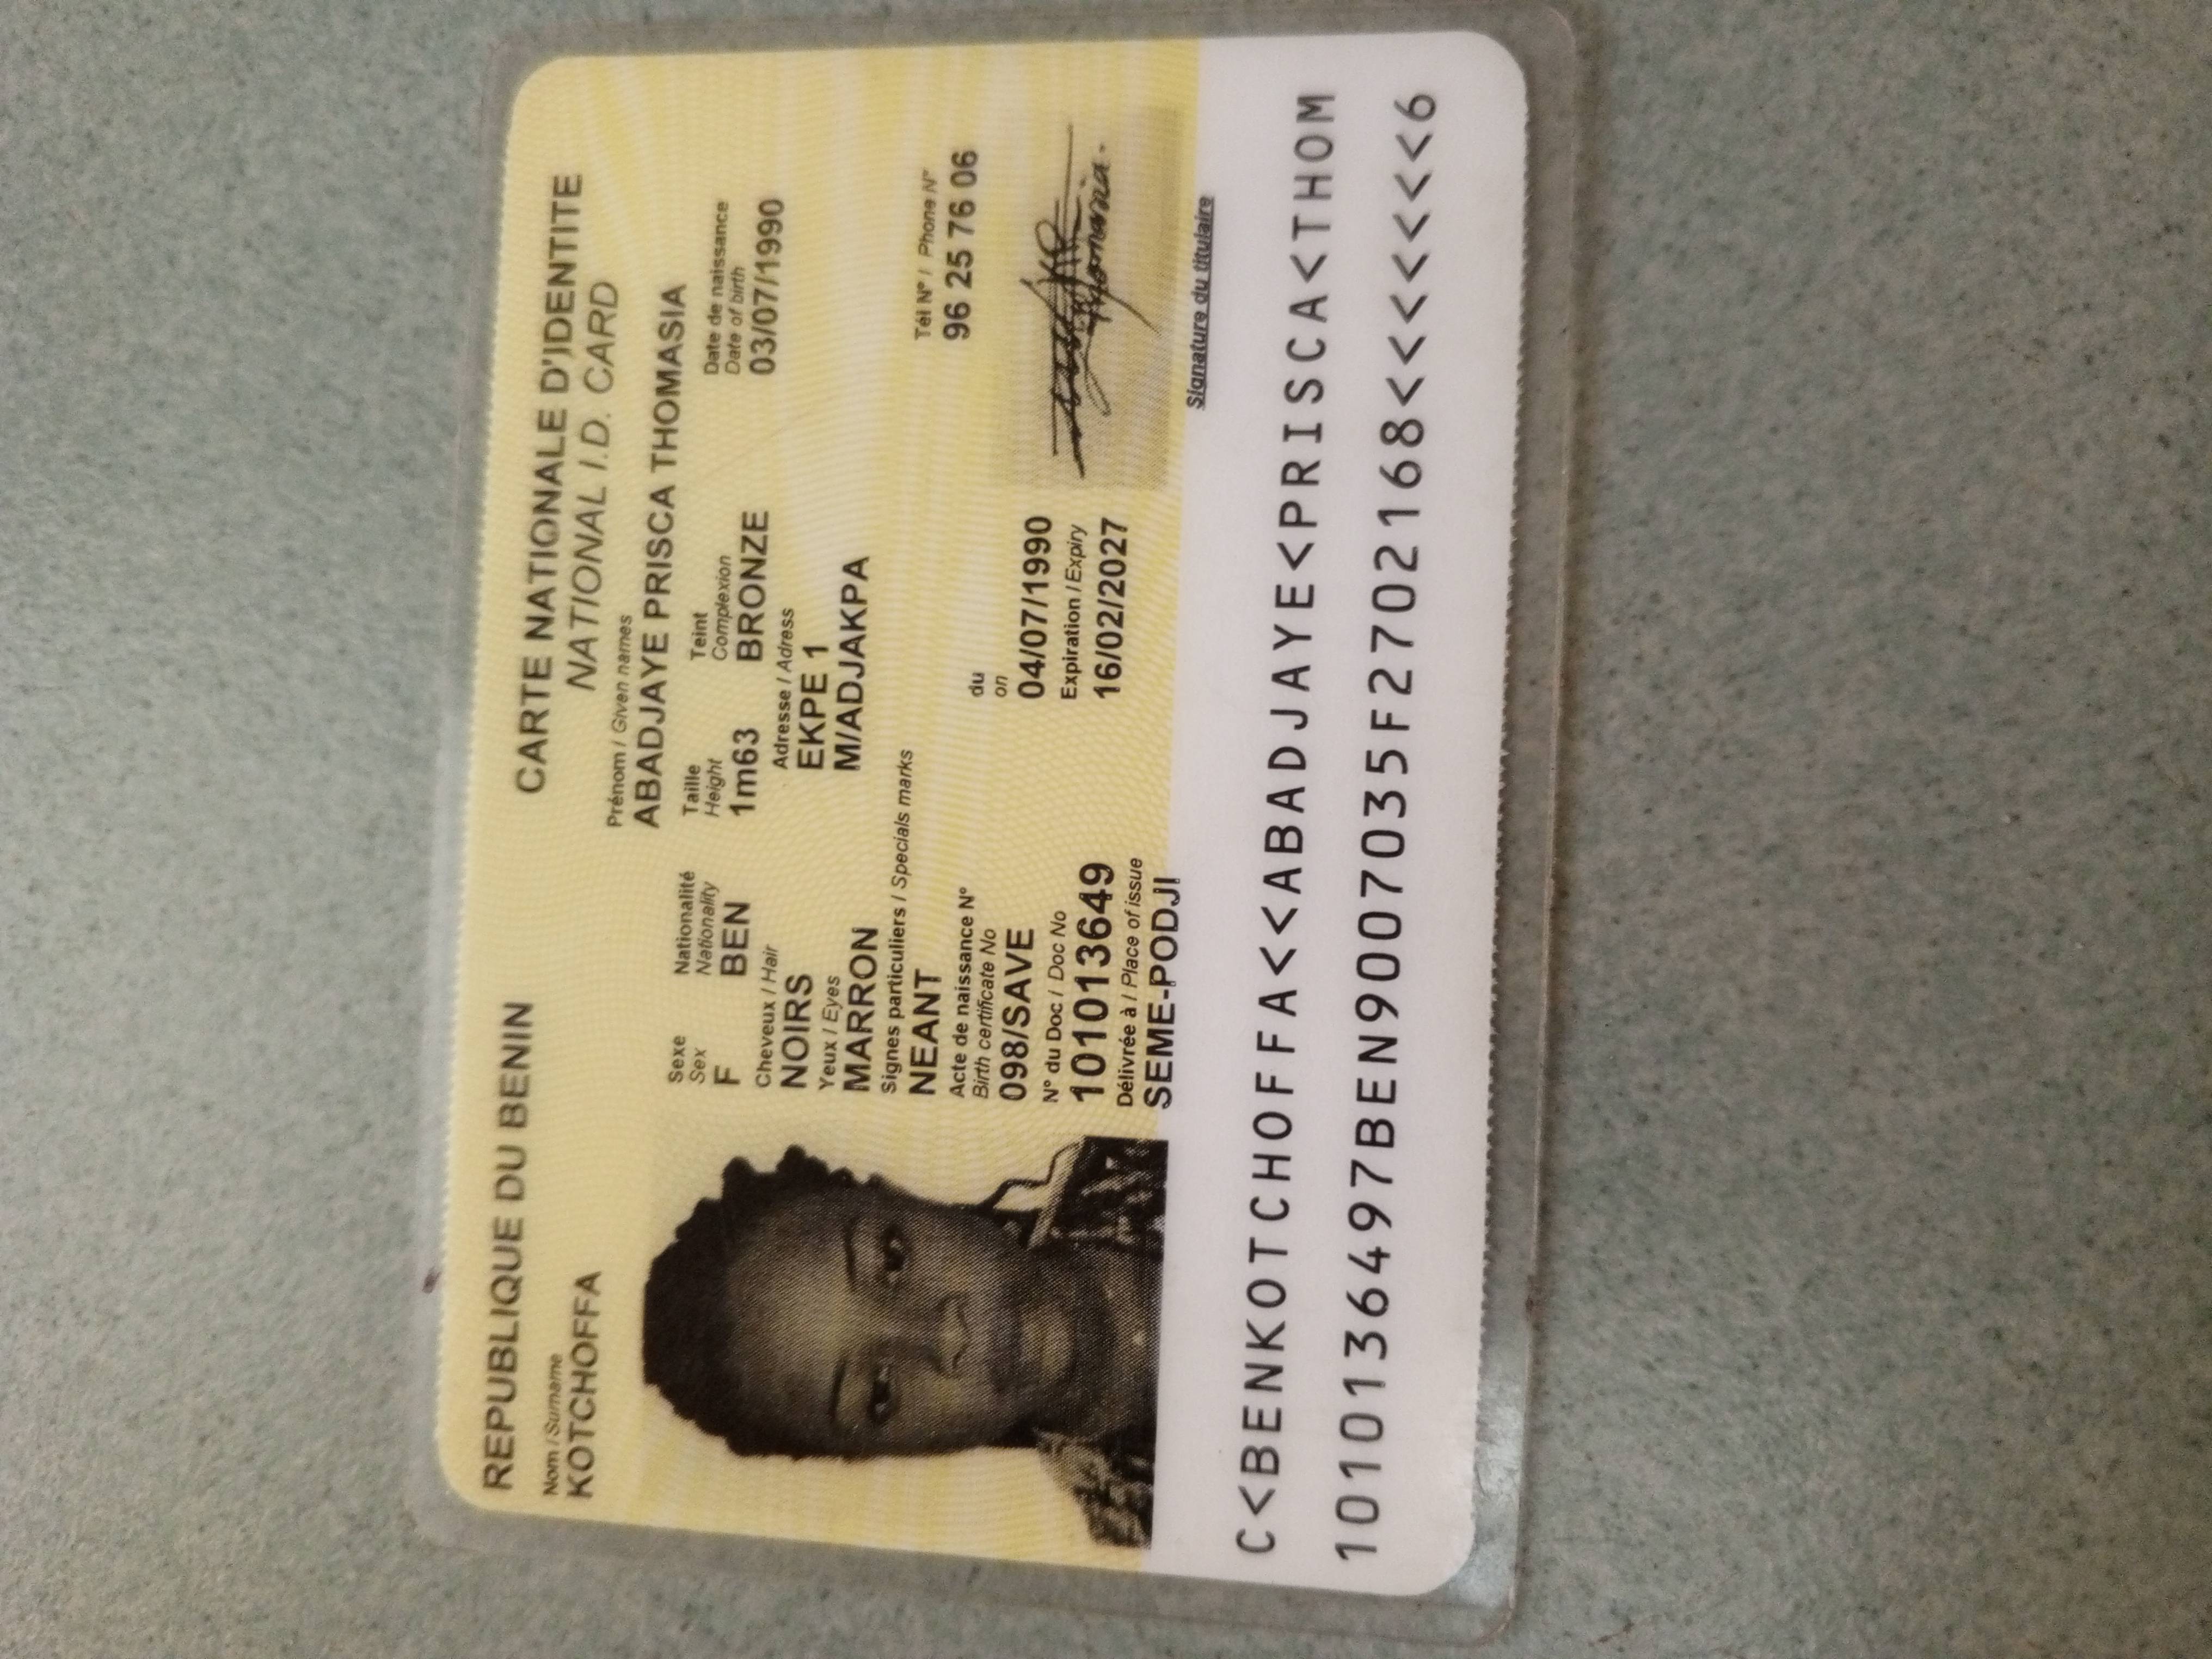 REPUBLIQUE DU BENIN
CARTE NATIONALE D'IDENTITE
NATIONAL I.D. CARD
Nom / Surname
KOTCHOFFA
Prénom / Given names
ABADJAYE PRISCA THOMASIA
Sexe
Sex
F
Nationalité
Nationality
BEN
Taille
Height
1m63
Teint
Complexion
BRONZE
Date de naissance
Date of birth
03/07/1990
Cheveux / Hair
NOIRS
Adresse / Adress
EKPE 1
M/ADJAKPA
Yeux / Eyes
MARRON
Signes particuliers / Specials marks
NEANT
Tél N° / Phone N°
96 25 76 06
Acte de naissance N°
Birth certificate No
098/SAVE
du
on
04/07/1990
N° du Doc / Doc No
101013649
Expiration / Expiry
16/02/2027
Délivrée à / Place of issue
SEME-PODJI
Thomasia
Signature du titulaire
C<BENKOTCHOFFA<<ABADJAYE<PRISCA<THOM
1010136497BEN9007035F2702168<<<<<<<6